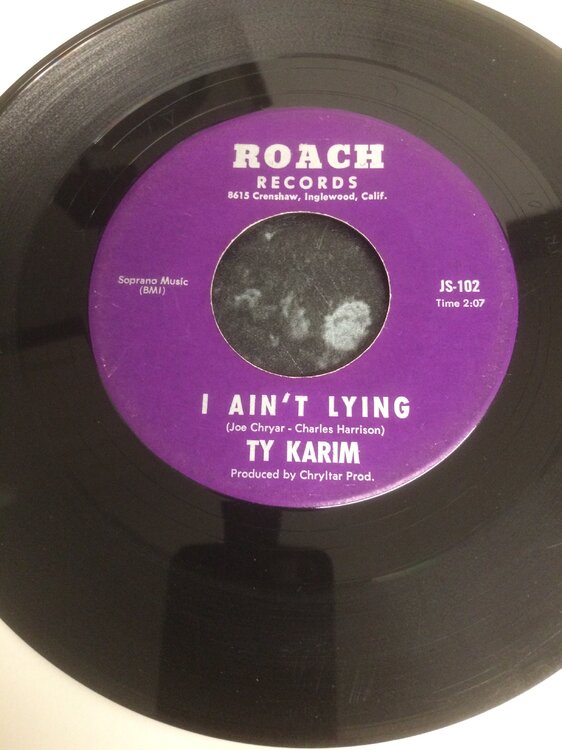 ROACH
RECORDS
8615 Crenshaw, Inglewood, Calif.
Soprano Music
(BMI)
JS-102
Time 2:07
I AIN'T LYING
(Joe Chryar - Charles Harrison)
TY KARIM
Produced by Chryltar Prod.